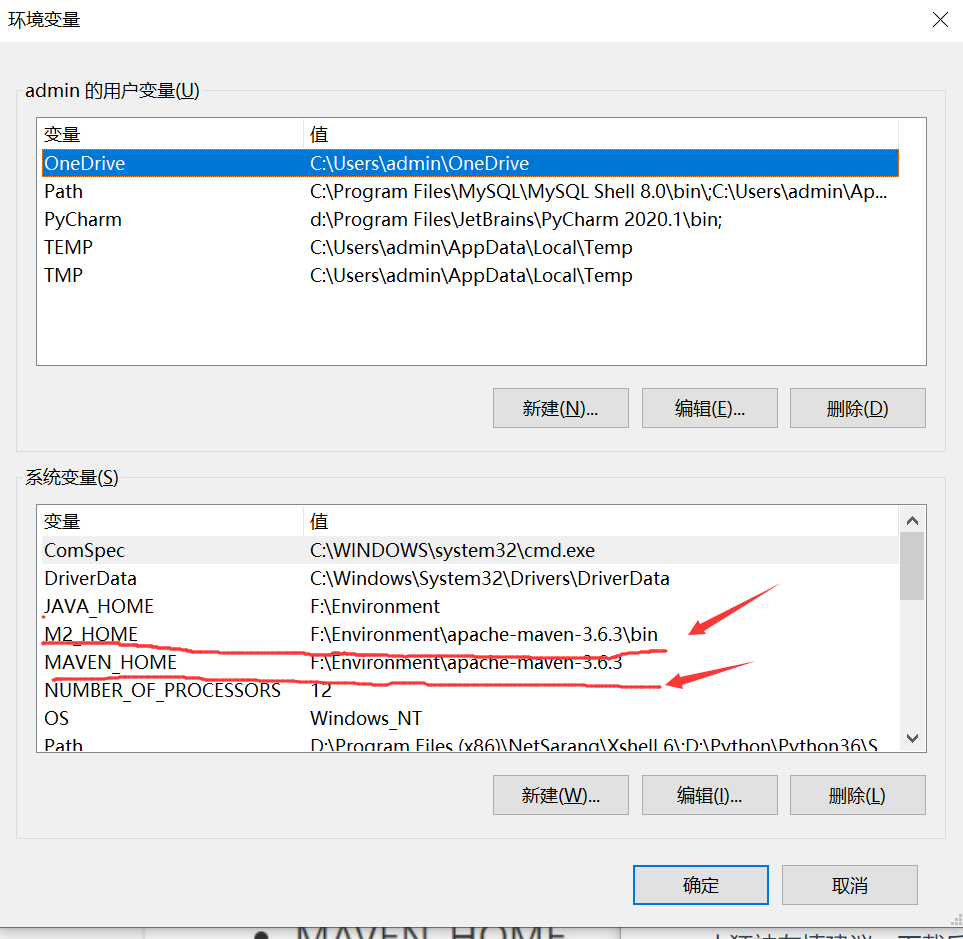 环境变量
admin 的用户变量(U)
变量 值
OneDrive C:\Users\admin\OneDrive
Path C:\Program Files\MySQL\MySQL Shell 8.0\bin\;C:\Users\admin\Ap...
PyCharm d:\Program Files\JetBrains\PyCharm 2020.1\bin;
TEMP C:\Users\admin\AppData\Local\Temp
TMP C:\Users\admin\AppData\Local\Temp
新建(N)... 编辑(E)... 删除(D)
系统变量(S)
变量 值
ComSpec C:\WINDOWS\system32\cmd.exe
DriverData C:\Windows\System32\Drivers\DriverData
JAVA_HOME F:\Environment
M2_HOME F:\Environment\apache-maven-3.6.3\bin
MAVEN_HOME F:\Environment\apache-maven-3.6.3
NUMBER_OF_PROCESSORS 12
OS Windows_NT
Path D:\Program Files (x86)\NetSarang\Xshell 6\;D:\Python\Python36\S
新建(W)... 编辑(I)... 删除(L)
确定 取消
MAVEN_HOME